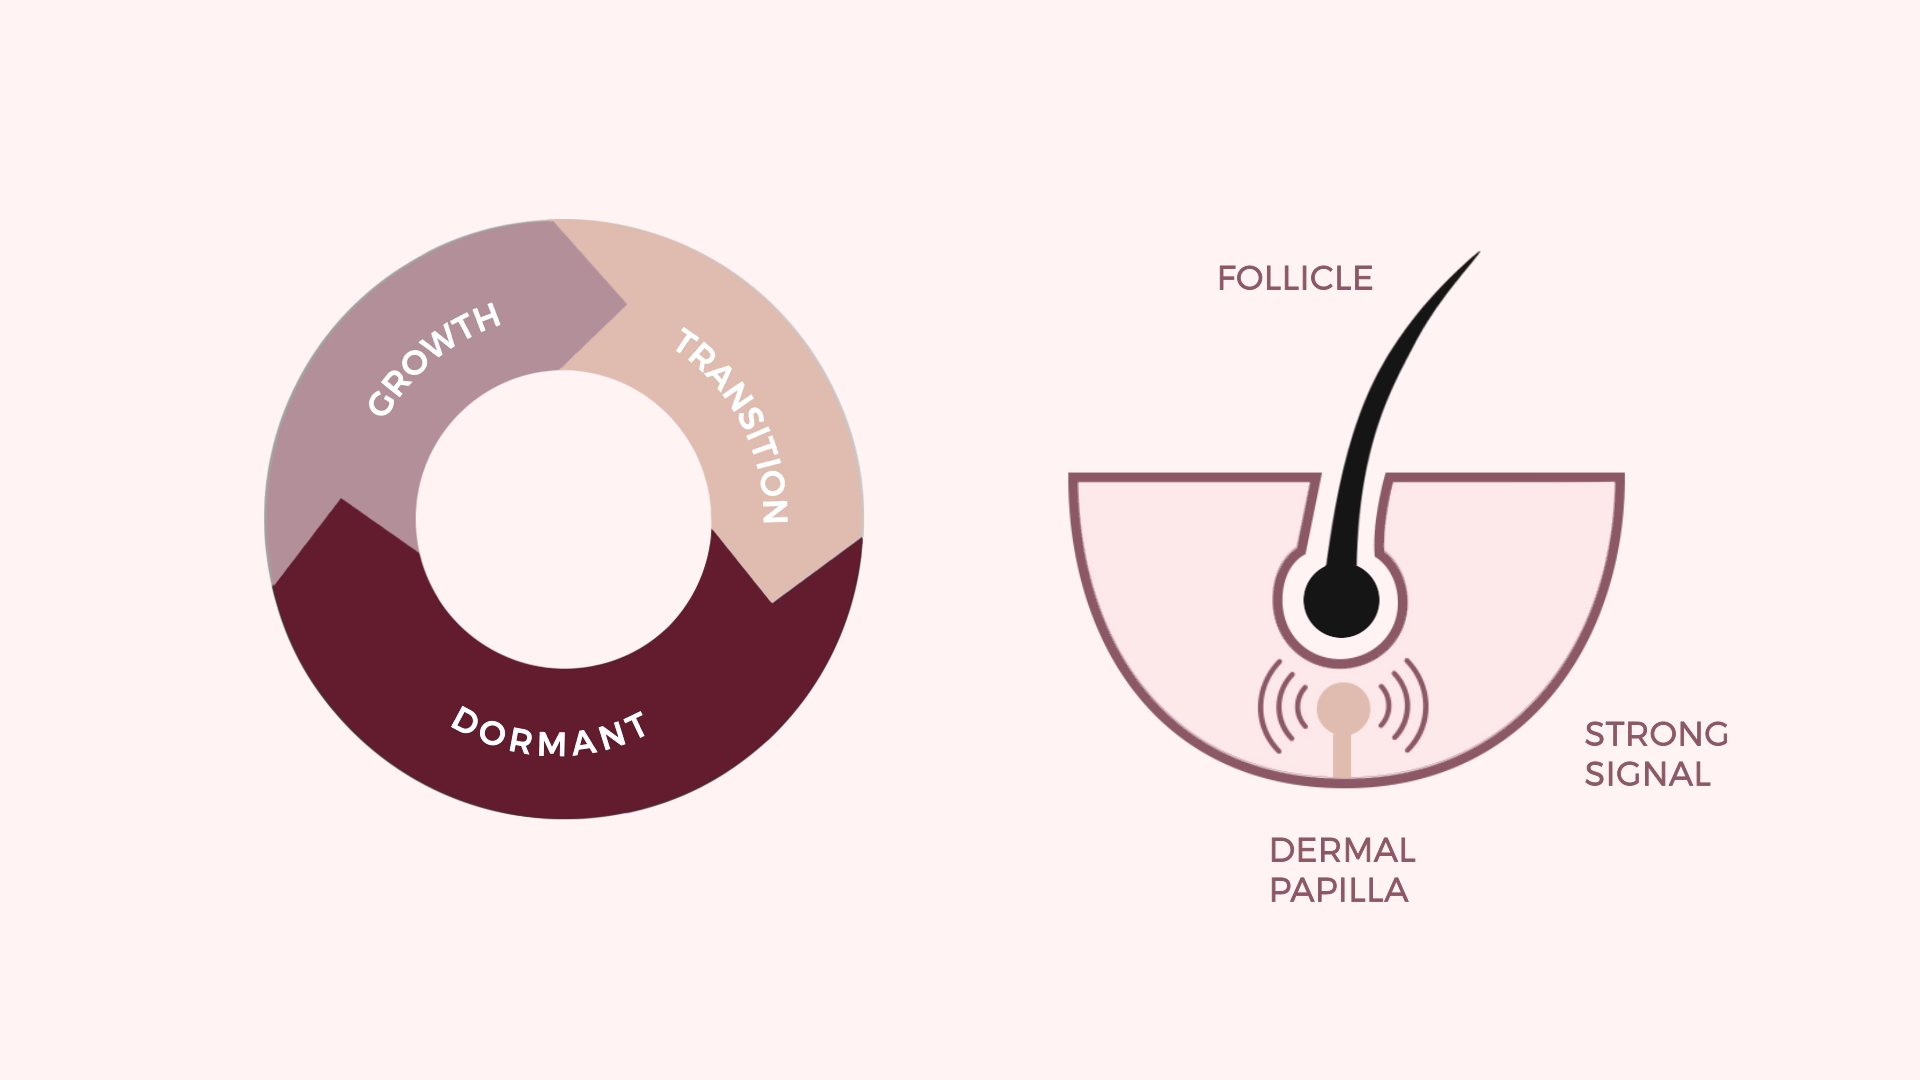 GROWTH
TRANSITION
DORMANT
FOLLICLE
STRONG
SIGNAL
DERMAL
PAPILLA